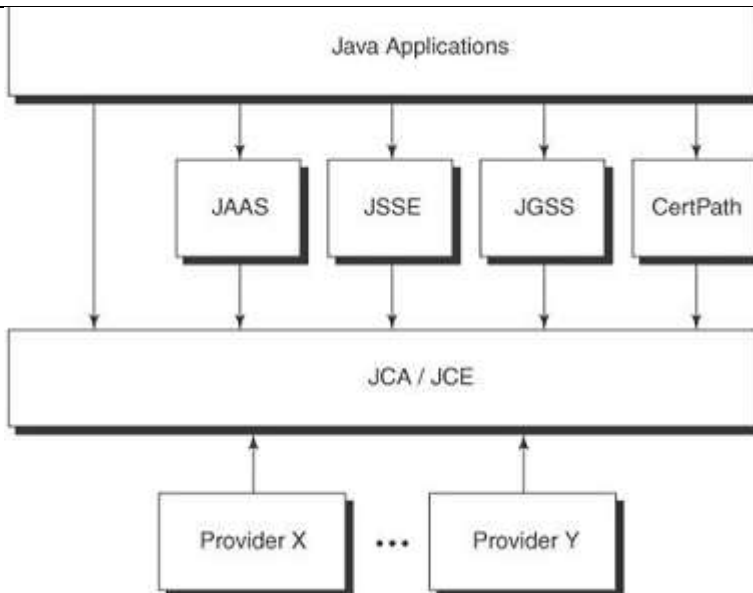 Java Applications
JAAS
JSSE
JGSS
CertPath
JCA / JCE
Provider X
•••
Provider Y